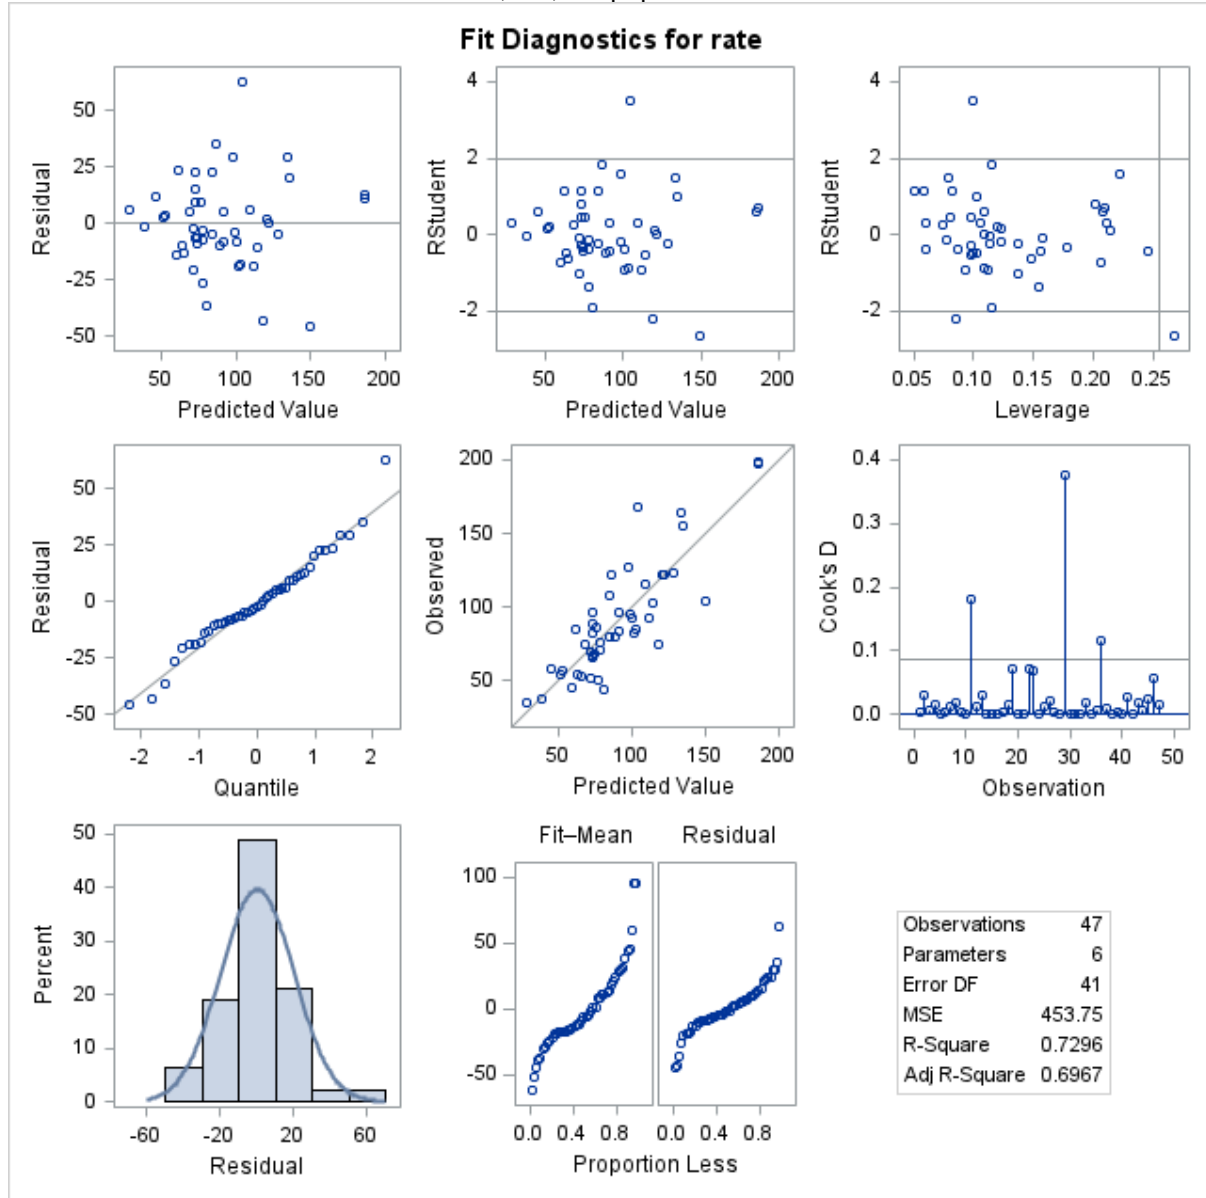 Fit Diagnostics for rate
50
25
0
-25
-50
Residual
50 100 150 200
Predicted Value
4
2
0
-2
RStudent
50 100 150 200
Predicted Value
4
2
0
-2
RStudent
0.05 0.10 0.15 0.20 0.25
Leverage
50
25
0
-25
-50
Residual
-2 -1 0 1 2
Quantile
200
150
100
50
Observed
50 100 150 200
Predicted Value
0.4
0.3
0.2
0.1
0.0
Cook's D
0 10 20 30 40 50
Observation
50
40
30
20
10
0
Percent
-60 -20 20 60
Residual
Fit–Mean Residual
100
50
0
-50
0.0 0.4 0.8 0.0 0.4 0.8
Proportion Less
Observations 47
Parameters 6
Error DF 41
MSE 453.75
R-Square 0.7296
Adj R-Square 0.6967